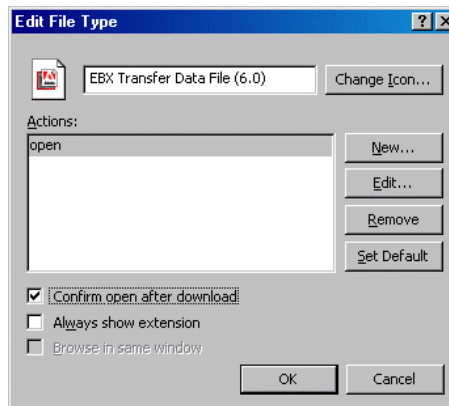 Edit File Type
EBX Transfer Data File (6.0)
Change Icon...
Actions:
open
New...
Edit...
Remove
Set Default
Confirm open after download
Always show extension
Browse in same window
OK
Cancel